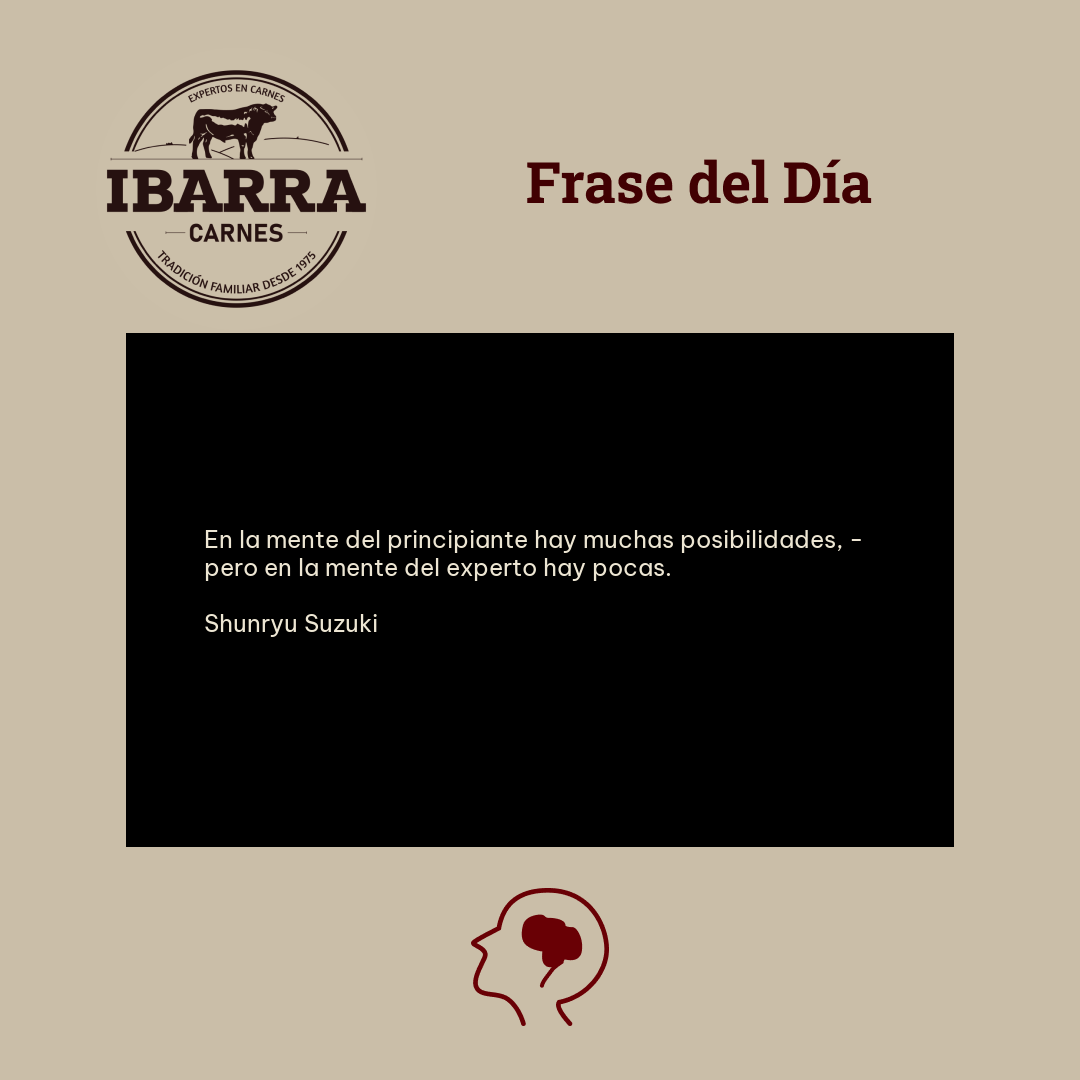 EXPERTOS EN CARNES
IBARRA
CARNES
TRADICIÓN FAMILIAR DESDE 1975
Frase del Día
En la mente del principiante hay muchas posibilidades, -
pero en la mente del experto hay pocas.
Shunryu Suzuki